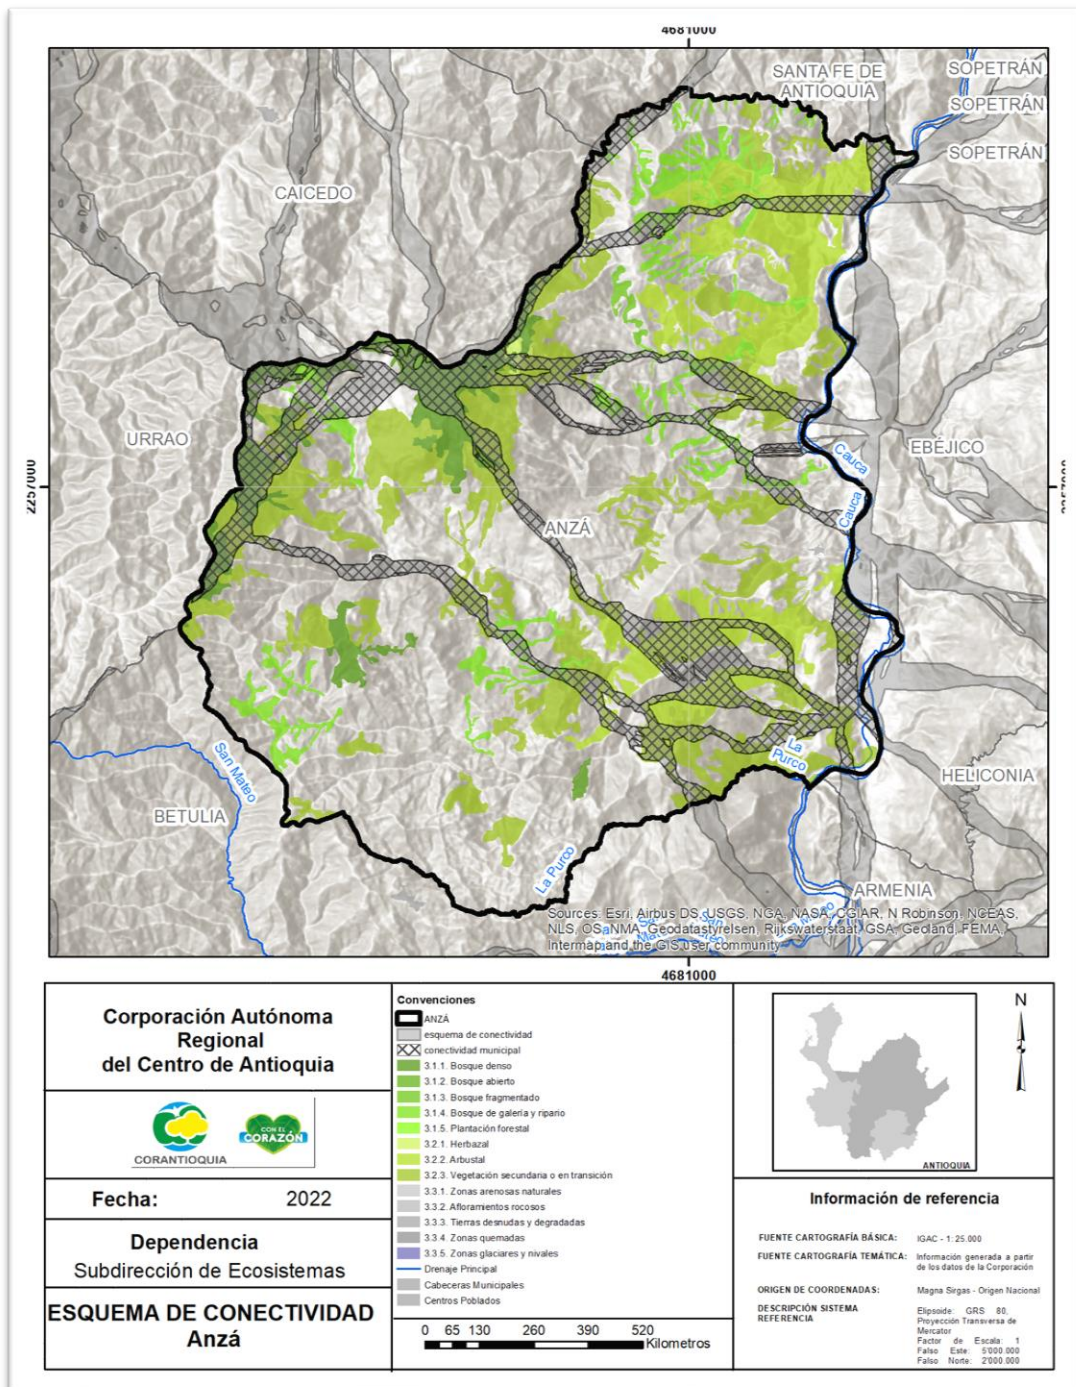 4681000
SANTA FE DE
ANTIOQUIA
SOPETRÁN
SOPETRÁN
SOPETRÁN
CAICEDO
URRAO
EBÉJICO
Cauca
2257000
2257000
Cauca
ANZÁ
San Mateo
La
Purco
HELICONIA
BETULIA
La Purco
ARMENIA
Sources: Esri, Airbus DS, USGS, NGA, NASA, CGIAR, N Robinson, NCEAS,
NLS, OS, NMA, Geodatastyrelsen, Rijkswaterstaat, GSA, Geoland, FEMA,
Intermap and the GIS user community
4681000
Corporación Autónoma
Regional
del Centro de Antioquia
CORANTIOQUIA
CON EL
CORAZÓN
Fecha: 2022
Dependencia
Subdirección de Ecosistemas
ESQUEMA DE CONECTIVIDAD
Anzá
Convenciones
ANZÁ
esquema de conectividad
conectividad municipal
3.1.1. Bosque denso
3.1.2. Bosque abierto
3.1.3. Bosque fragmentado
3.1.4. Bosque de galería y ripario
3.1.5. Plantación forestal
3.2.1. Herbazal
3.2.2. Arbustal
3.2.3. Vegetación secundaria o en transición
3.3.1. Zonas arenosas naturales
3.3.2. Afloramientos rocosos
3.3.3. Tierras desnudas y degradadas
3.3.4. Zonas quemadas
3.3.5. Zonas glaciares y nivales
Drenaje Principal
Cabeceras Municipales
Centros Poblados
0 65 130 260 390 520
Kilometros
N
ANTIOQUIA
Información de referencia
FUENTE CARTOGRAFÍA BÁSICA: IGAC - 1:25.000
FUENTE CARTOGRAFÍA TEMÁTICA: Información generada a partir
de los datos de la Corporación
ORIGEN DE COORDENADAS: Magna Sirgas - Origen Nacional
DESCRIPCIÓN SISTEMA
REFERENCIA
Elipsoide: GRS 80,
Proyección Transversa de
Mercator
Factor de Escala: 1
Falso Este: 5'000.000
Falso Norte: 2'000.000